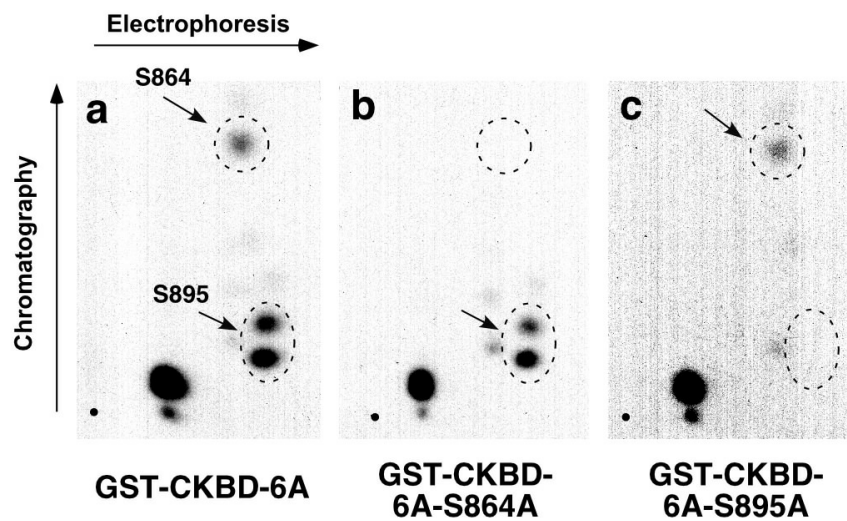 Electrophoresis
Chromatography
a
S864
S895
b
c
GST-CKBD-6A
GST-CKBD-
6A-S864A
GST-CKBD-
6A-S895A